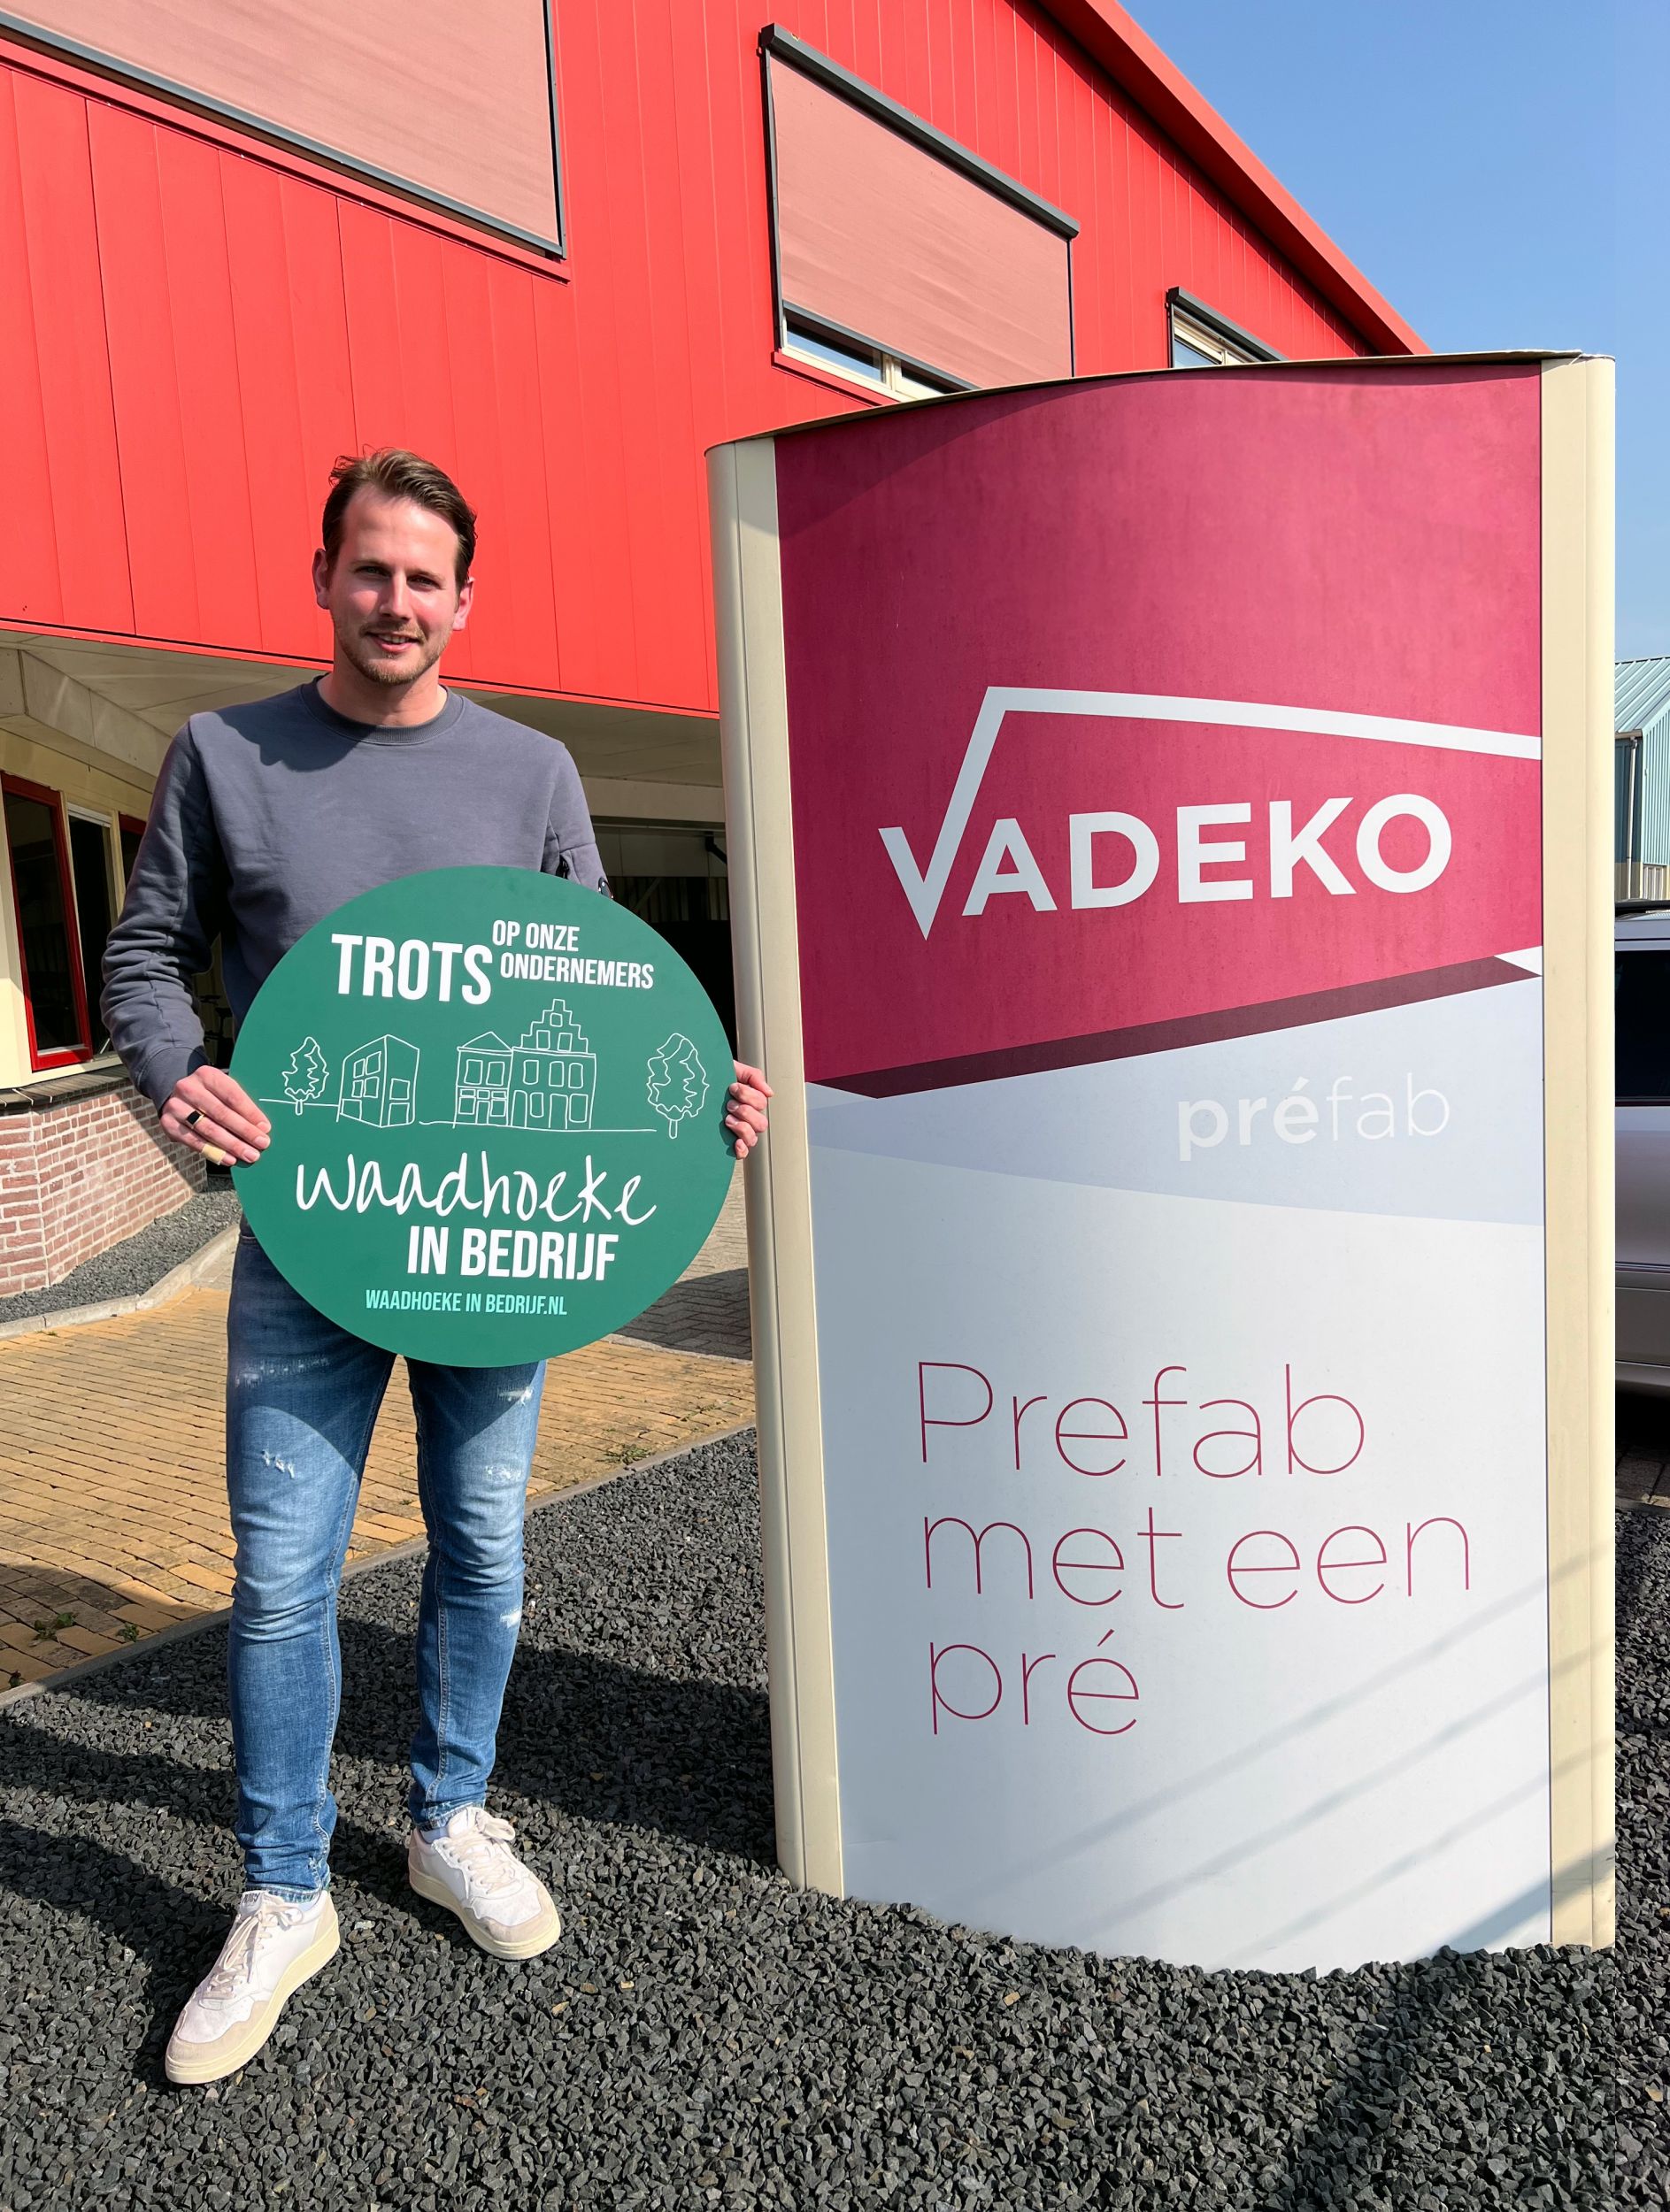 TROTS OP ONZE
ONDERNEMERS
waadhoeke
IN BEDRIJF
WAADHOEKE IN BEDRIJF.NL
VADEKO
préfab
Prefab
met een
pré